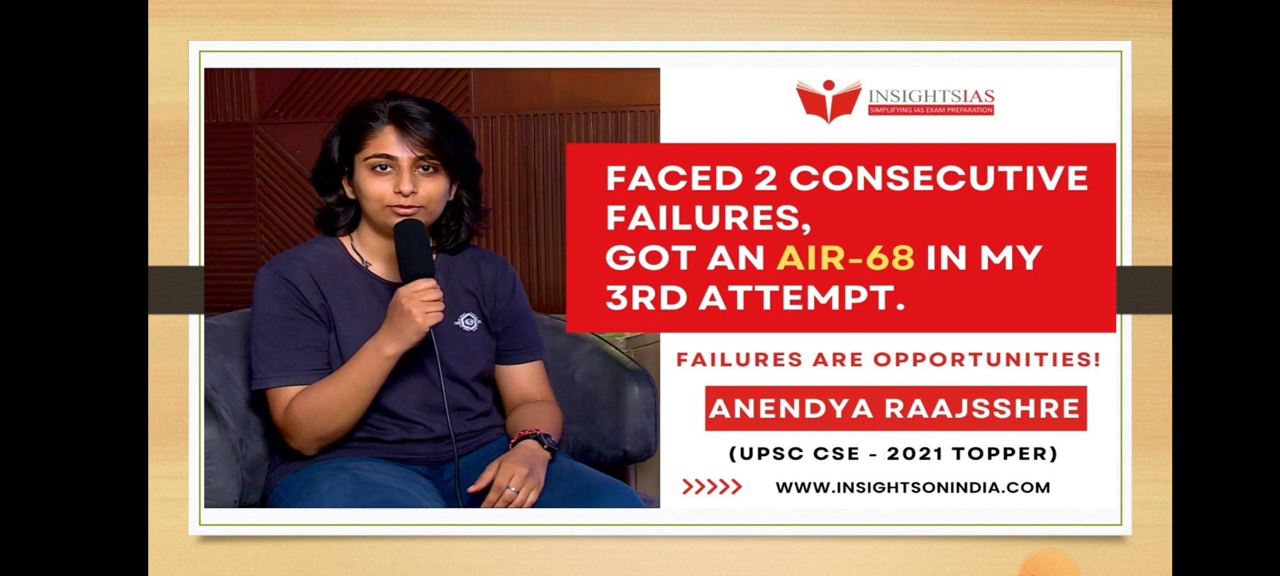 INSIGHTSIAS
SIMPLIFYING IAS EXAM PREPARATION
FACED 2 CONSECUTIVE
FAILURES,
GOT AN AIR-68 IN MY
3RD ATTEMPT.
FAILURES ARE OPPORTUNITIES!
ANENDYA RAAJSSHRE
(UPSC CSE - 2021 TOPPER)
>>>>> WWW.INSIGHTSONINDIA.COM